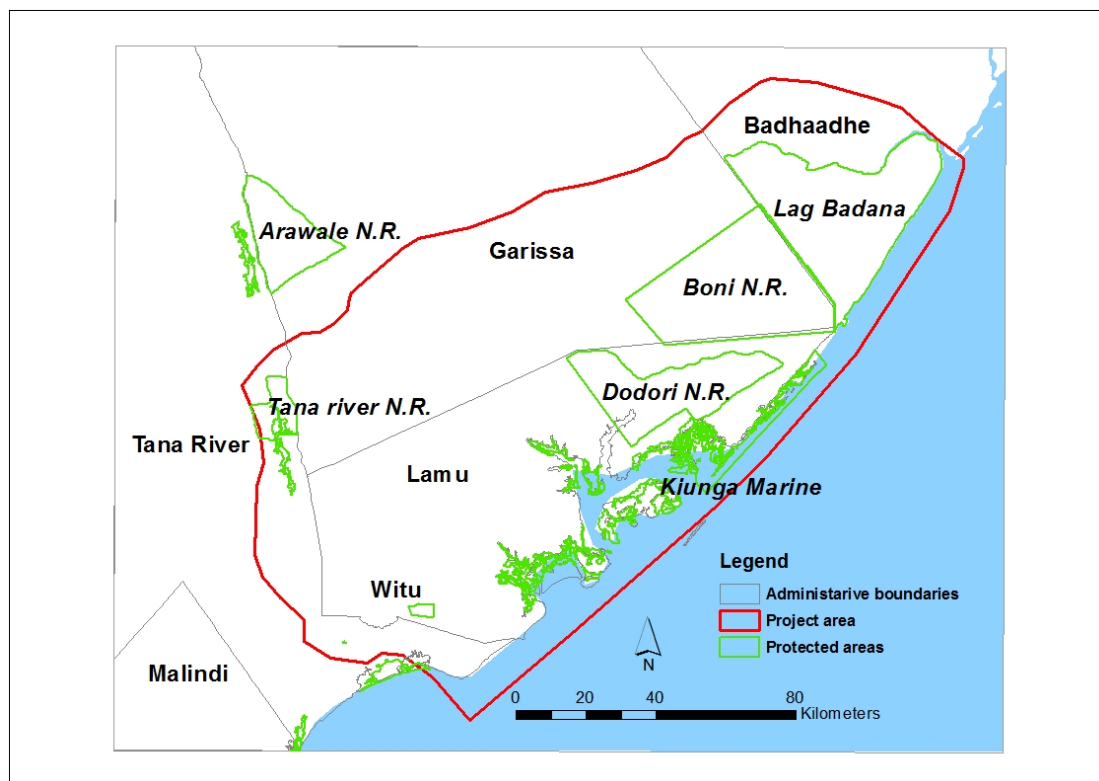 Badhaadhe
Lag Badana
Arawale N.R.
Garissa
Boni N.R.
Dodori N.R.
Tana river N.R.
Tana River
Lamu
Kiunga Marine
Witu
Malindi
Legend
Administarive boundaries
Project area
Protected areas
N
0 20 40 80
Kilometers